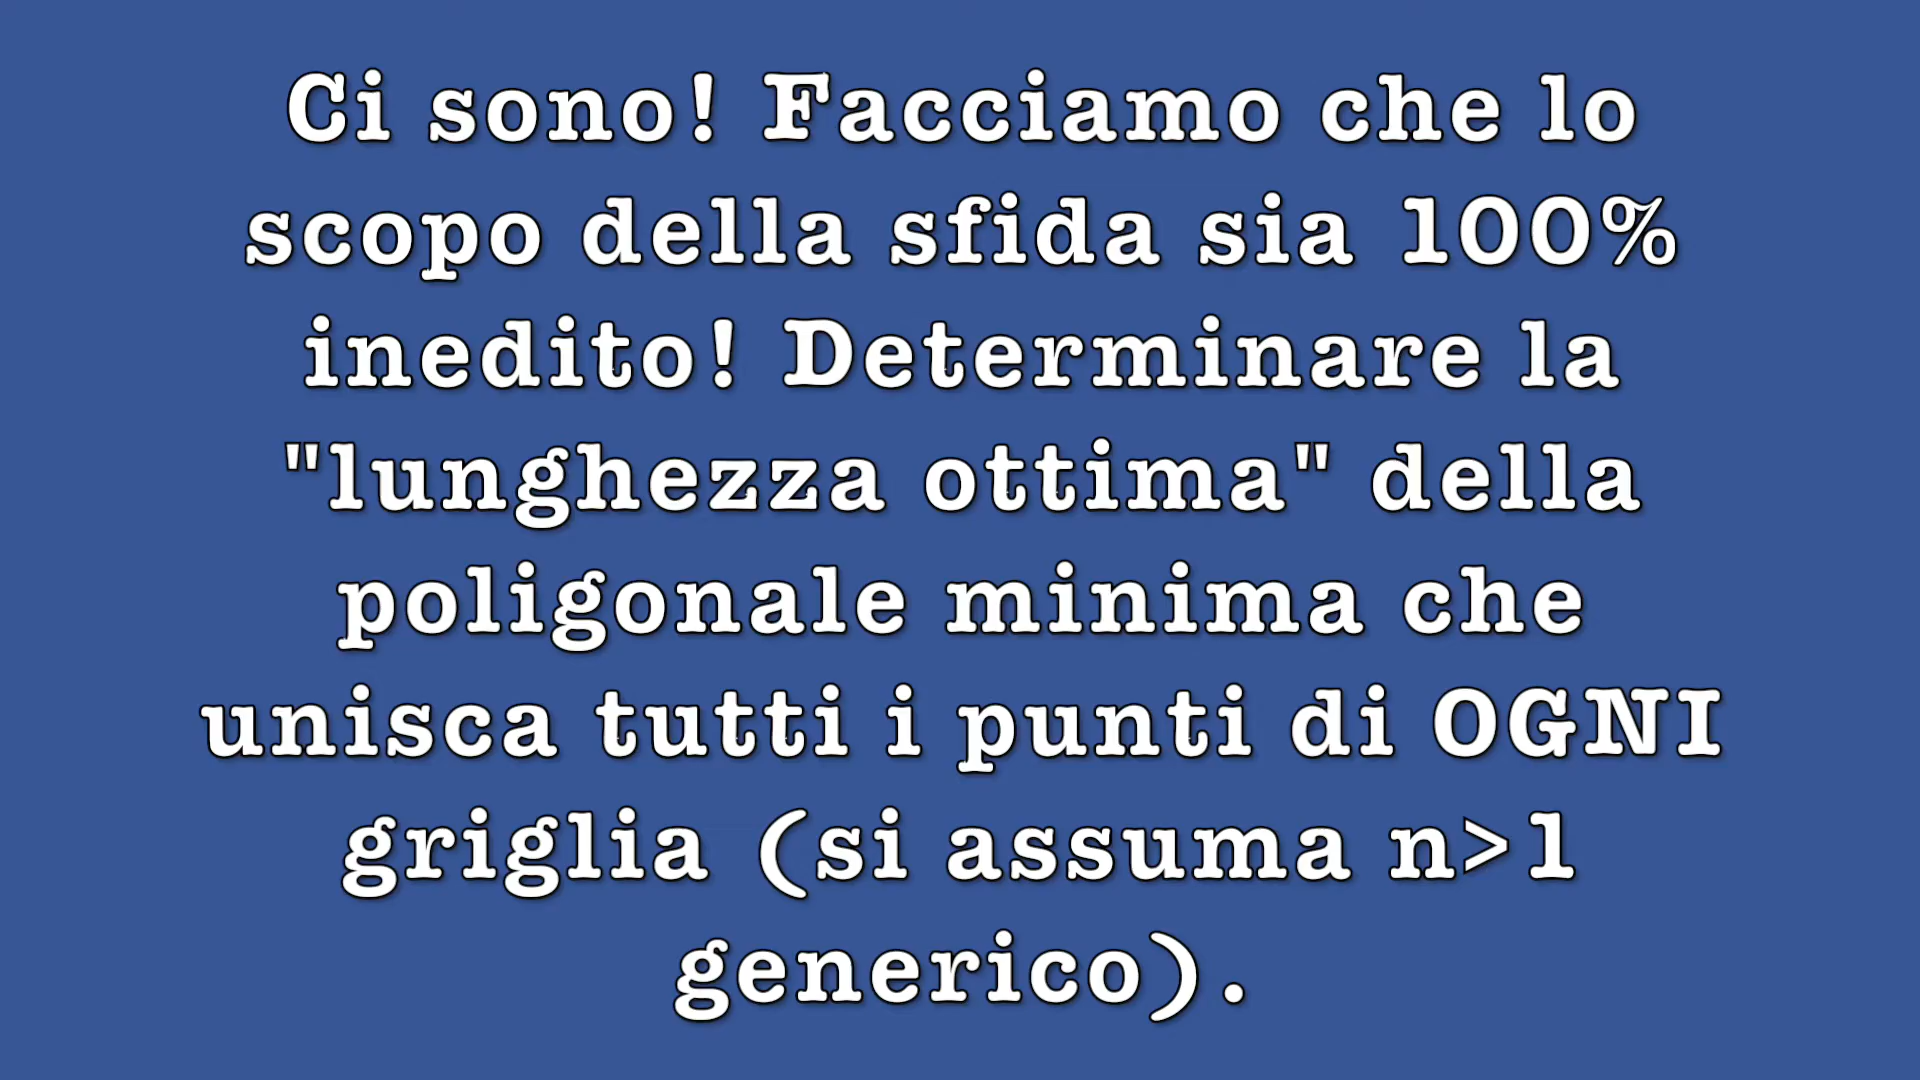 Ci sono! Facciamo che lo
scopo della sfida sia 100%
inedito! Determinare la
"lunghezza ottima" della
poligonale minima che
unisca tutti i punti di OGNI
griglia (si assuma n>1
generico).